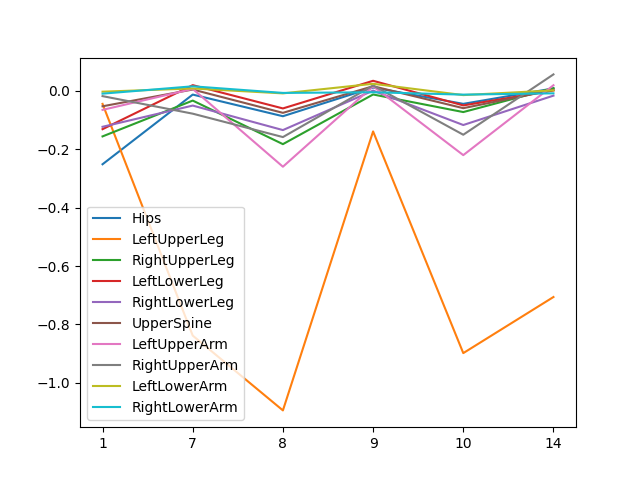 0.0
−0.2
−0.4
−0.6
−0.8
−1.0
Hips
LeftUpperLeg
RightUpperLeg
LeftLowerLeg
RightLowerLeg
UpperSpine
LeftUpperArm
RightUpperArm
LeftLowerArm
RightLowerArm
1 7 8 9 10 14